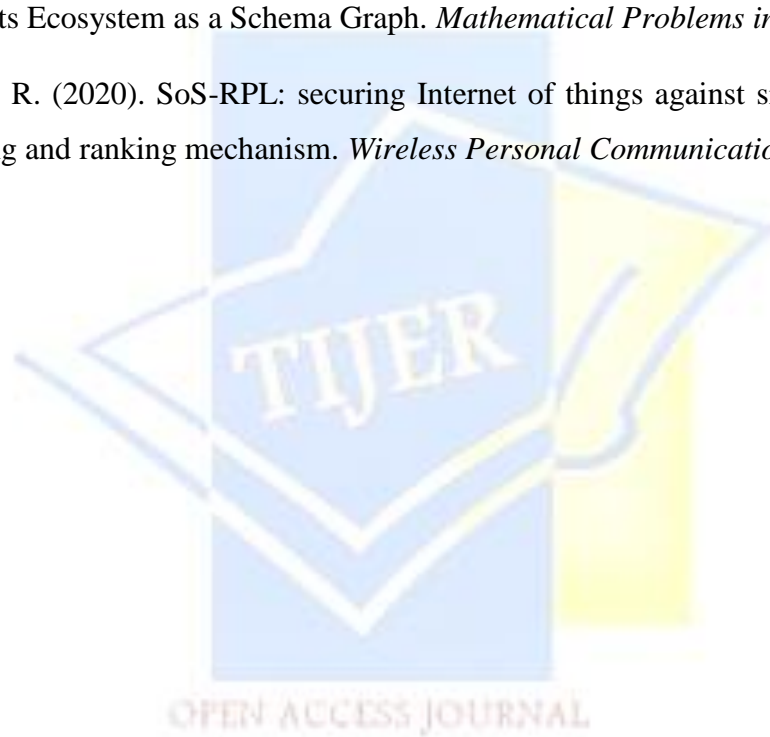 ts Ecosystem as a Schema Graph. Mathematical Problems in
R. (2020). SoS-RPL: securing Internet of things against si
g and ranking mechanism. Wireless Personal Communicatio
TIJER
OPEN ACCESS JOURNAL